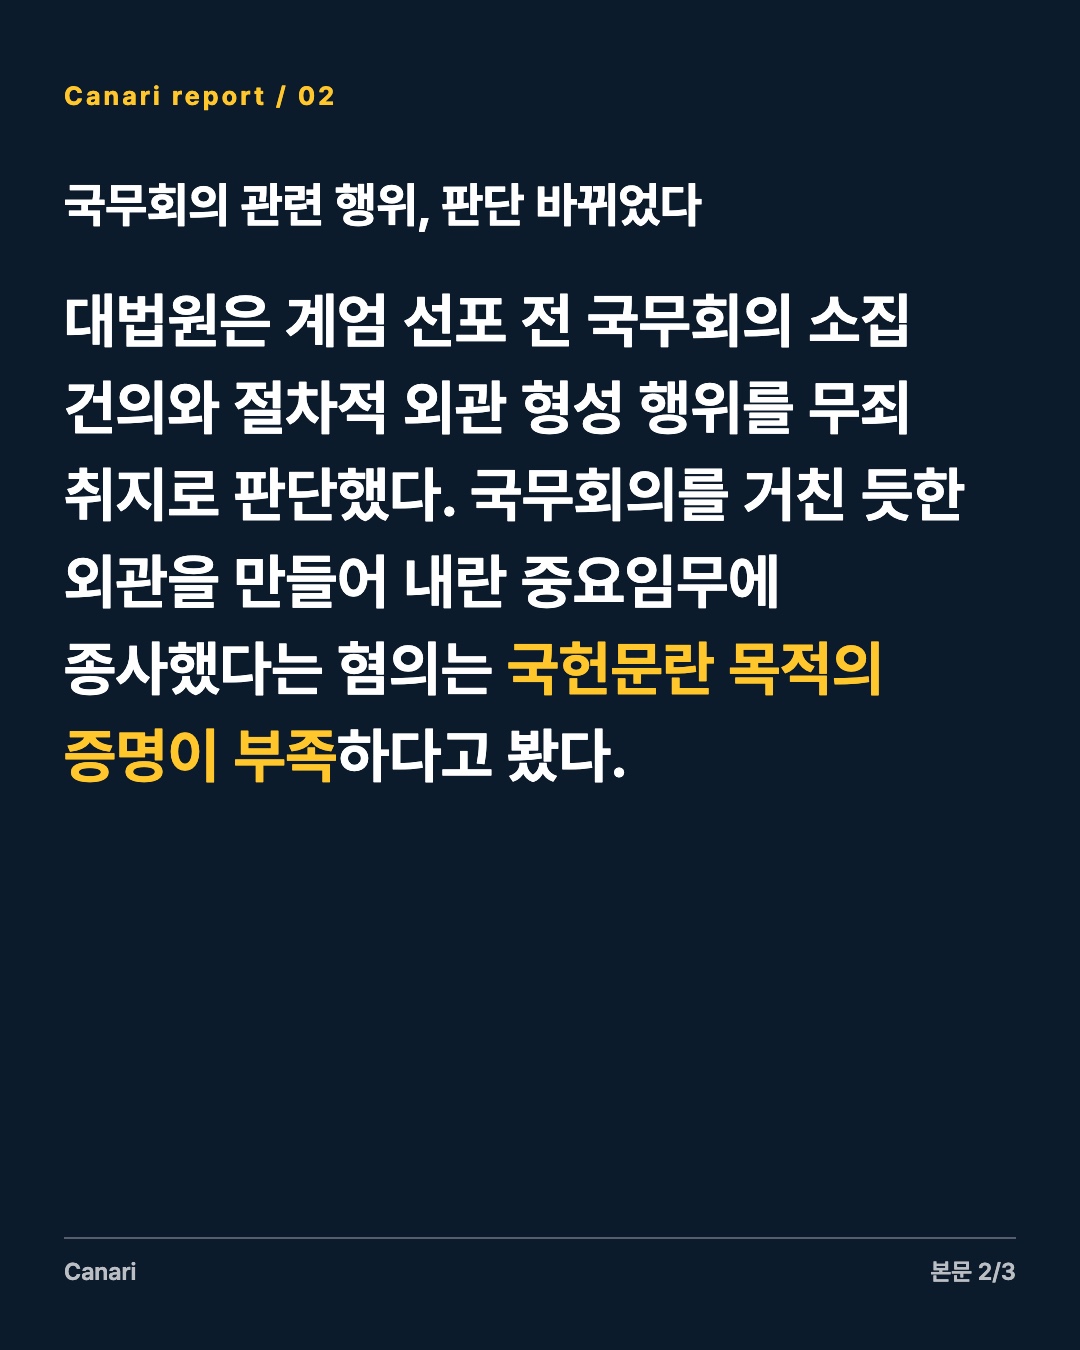 Canari report / 02
국무회의 관련 행위, 판단 바뀌었다
대법원은 계엄 선포 전 국무회의 소집
건의와 절차적 외관 형성 행위를 무죄
취지로 판단했다. 국무회의를 거친 듯한
외관을 만들어 내란 중요임무에
종사했다는 혐의는 국헌문란 목적의
증명이 부족하다고 봤다.
Canari
본문 2/3